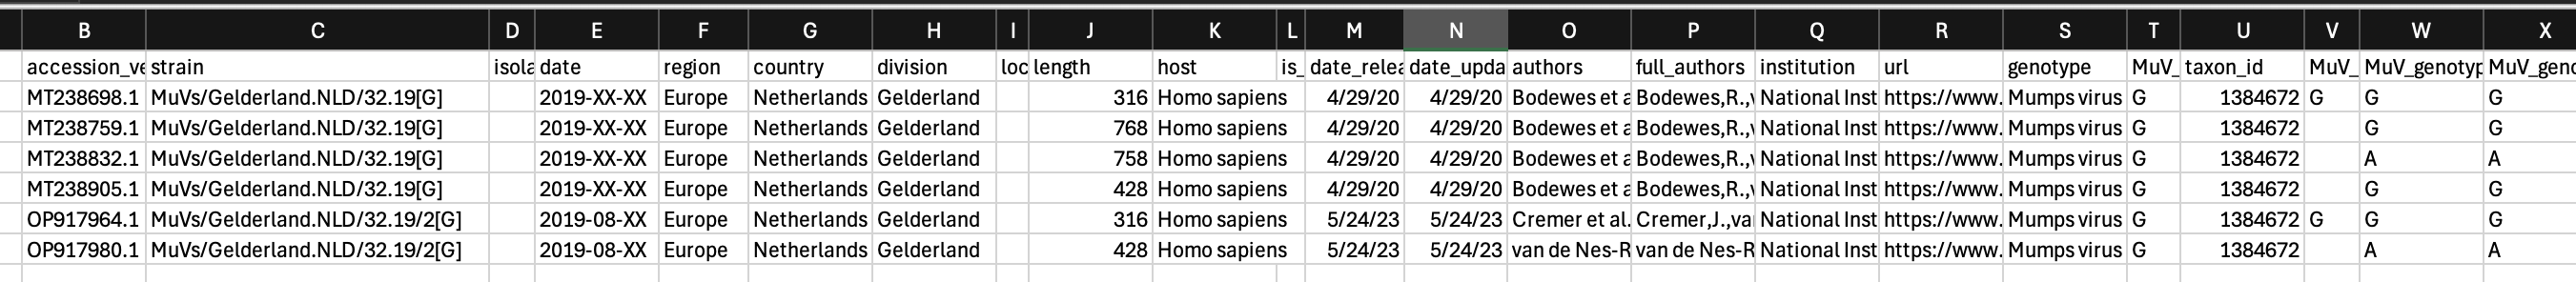 B C D E F G H I J K L M N O P Q R S T U V W X
accession_ve strain isola date region country division loc length host is_ date_relea date_upda authors full_authors institution url genotype MuV_ taxon_id MuV_ MuV_genotyp MuV_geno
MT238698.1 MuVs/Gelderland.NLD/32.19[G] 2019-XX-XX Europe Netherlands Gelderland 316 Homo sapiens 4/29/20 4/29/20 Bodewes et a Bodewes,R.,v National Inst https://www. Mumps virus G 1384672 G G G
MT238759.1 MuVs/Gelderland.NLD/32.19[G] 2019-XX-XX Europe Netherlands Gelderland 768 Homo sapiens 4/29/20 4/29/20 Bodewes et a Bodewes,R.,v National Inst https://www. Mumps virus G 1384672 G G
MT238832.1 MuVs/Gelderland.NLD/32.19[G] 2019-XX-XX Europe Netherlands Gelderland 758 Homo sapiens 4/29/20 4/29/20 Bodewes et a Bodewes,R.,v National Inst https://www. Mumps virus G 1384672 A A
MT238905.1 MuVs/Gelderland.NLD/32.19[G] 2019-XX-XX Europe Netherlands Gelderland 428 Homo sapiens 4/29/20 4/29/20 Bodewes et a Bodewes,R.,v National Inst https://www. Mumps virus G 1384672 G G
OP917964.1 MuVs/Gelderland.NLD/32.19/2[G] 2019-08-XX Europe Netherlands Gelderland 316 Homo sapiens 5/24/23 5/24/23 Cremer et al. Cremer,J.,va National Inst https://www. Mumps virus G 1384672 G G G
OP917980.1 MuVs/Gelderland.NLD/32.19/2[G] 2019-08-XX Europe Netherlands Gelderland 428 Homo sapiens 5/24/23 5/24/23 van de Nes-R van de Nes-R National Inst https://www. Mumps virus G 1384672 A A